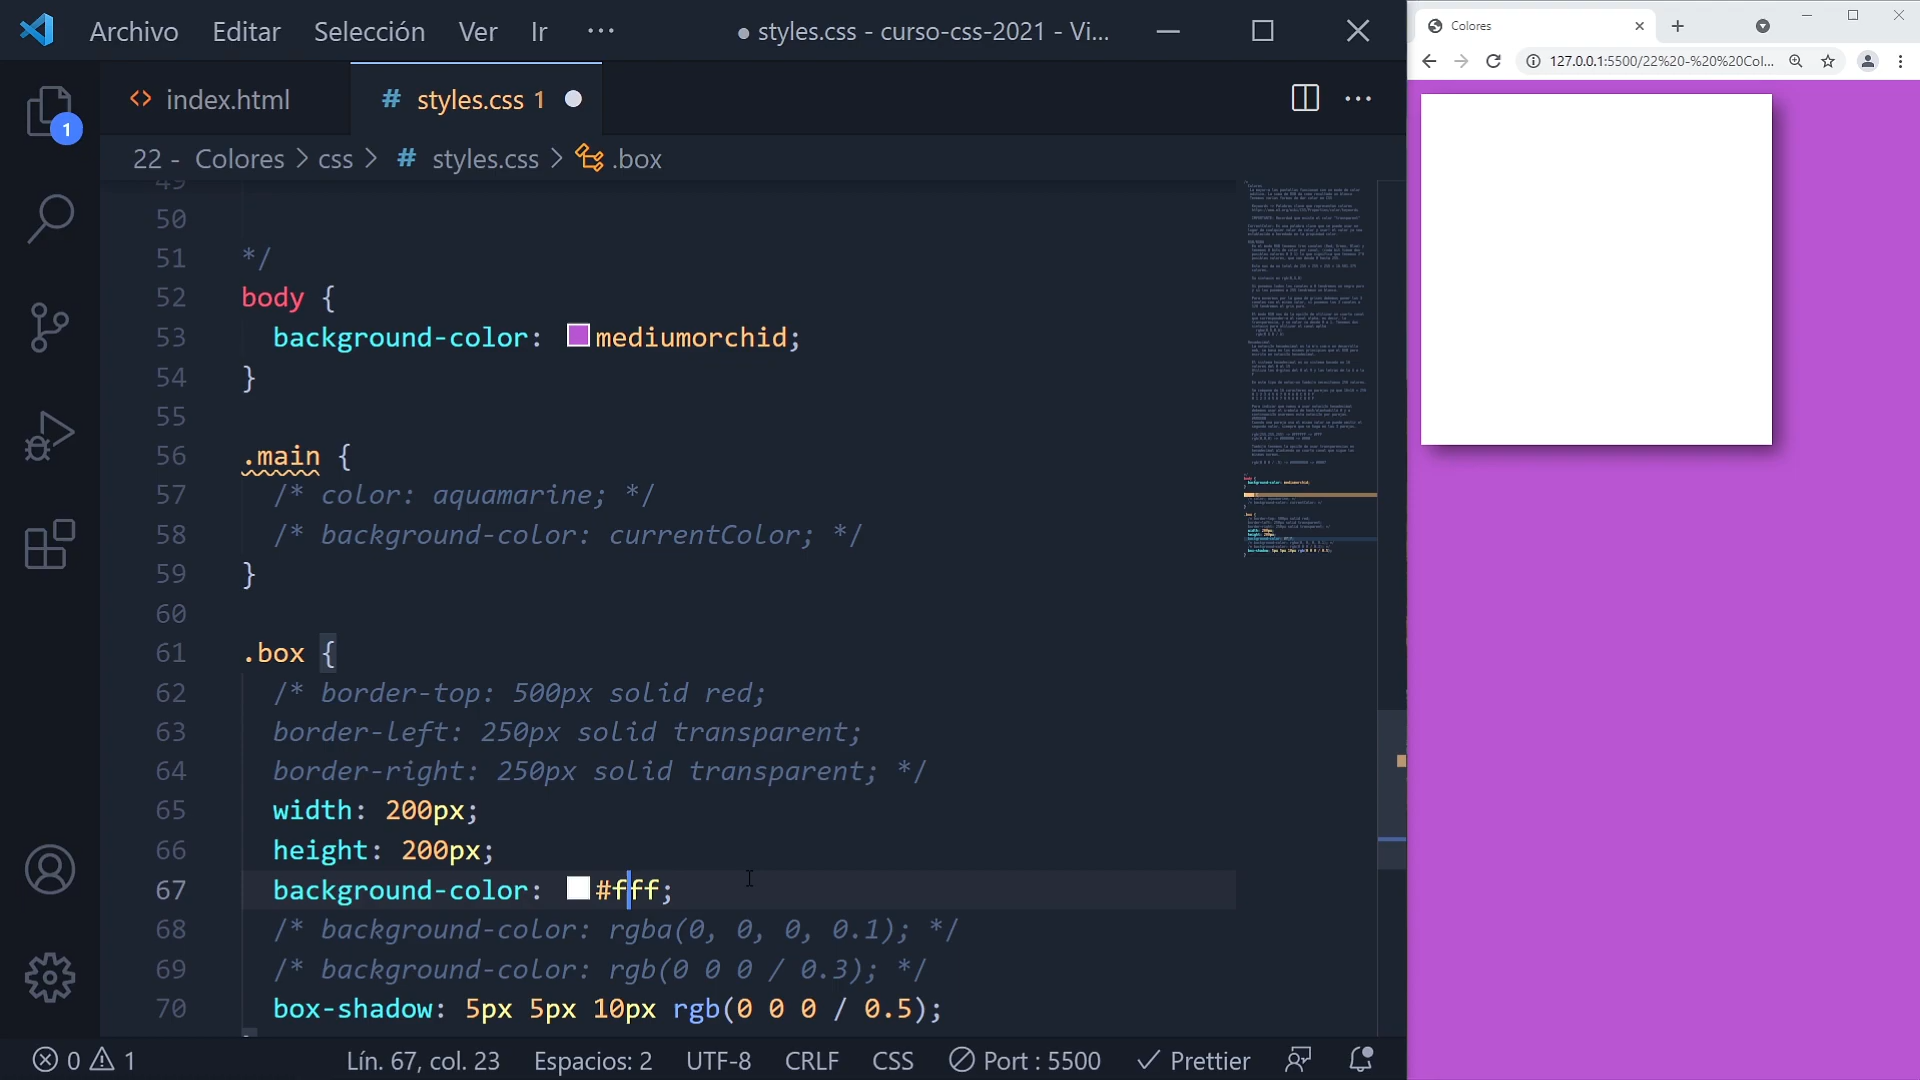 Archivo Editar Selección Ver Ir ··· ● styles.css - curso-css-2021 - Vi...
index.html # styles.css 1
22 - Colores > css > # styles.css > .box
1
49
50
51 */
52 body {
53 background-color: mediumorchid;
54 }
55
56 .main {
57 /* color: aquamarine; */
58 /* background-color: currentColor; */
59 }
60
61 .box {
62 /* border-top: 500px solid red;
63 border-left: 250px solid transparent;
64 border-right: 250px solid transparent; */
65 width: 200px;
66 height: 200px;
67 background-color: #fff;
68 /* background-color: rgba(0, 0, 0, 0.1); */
69 /* background-color: rgb(0 0 0 / 0.3); */
70 box-shadow: 5px 5px 10px rgb(0 0 0 / 0.5);
0 1 Lín. 67, col. 23 Espacios: 2 UTF-8 CRLF CSS Port : 5500 Prettier
Colores
127.0.0.1:5500/22%20-%20%20Col...